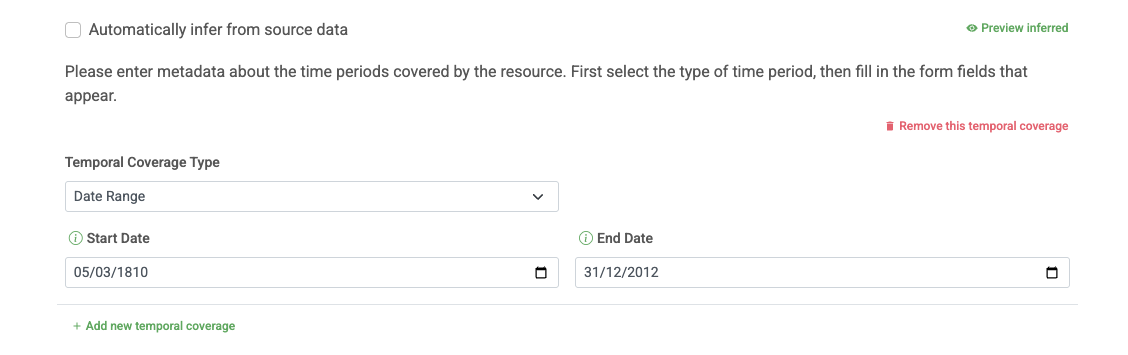 Automatically infer from source data
Preview inferred
Please enter metadata about the time periods covered by the resource. First select the type of time period, then fill in the form fields that
appear.
Remove this temporal coverage
Temporal Coverage Type
Date Range
Start Date
End Date
05/03/1810
31/12/2012
+ Add new temporal coverage